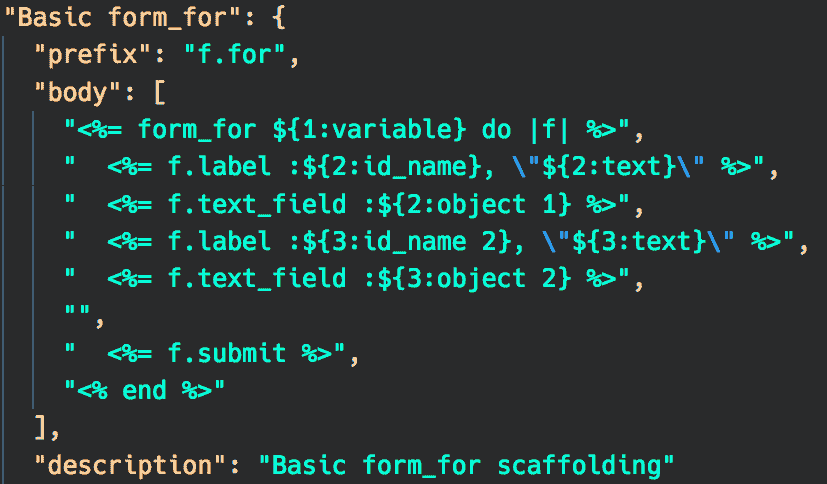 "Basic form_for": {
  "prefix": "f.for",
  "body": [
    "<%= form_for ${1:variable} do |f| %>",
    "  <%= f.label :${2:id_name}, \"${2:text}\" %>",
    "  <%= f.text_field :${2:object 1} %>",
    "  <%= f.label :${3:id_name 2}, \"${3:text}\" %>",
    "  <%= f.text_field :${3:object 2} %>",
    "",
    "  <%= f.submit %>",
    "<% end %>"
  ],
  "description": "Basic form_for scaffolding"